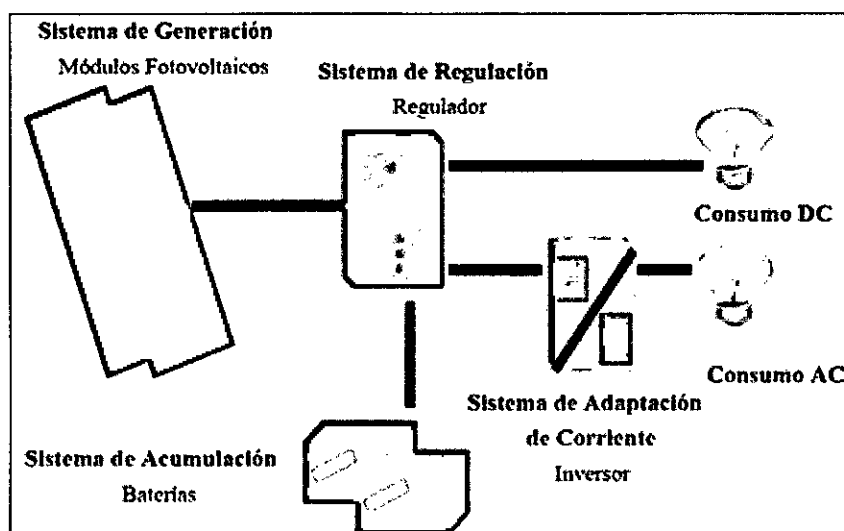 Sistema de Generación
Módulos Fotovoltaicos
Sistema de Regulación
Regulador
Consumo DC
Consumo AC
Sistema de Adaptación
de Corriente
Inversor
Sistema de Acumulación
Baterías